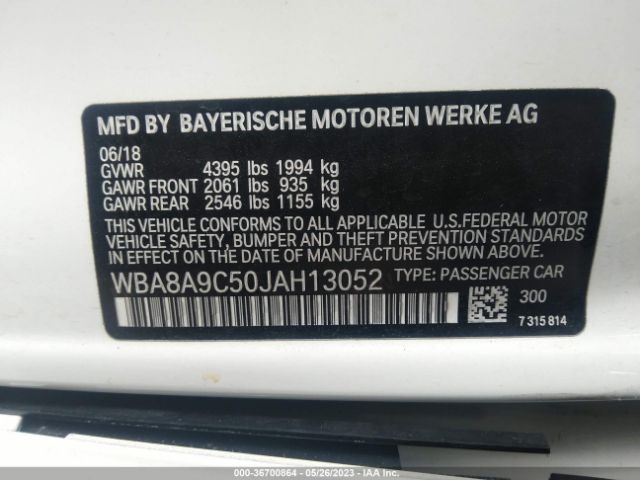 MFD BY BAYERISCHE MOTOREN WERKE AG
06/18
GVWR 4395 lbs 1994 kg
GAWR FRONT 2061 lbs 935 kg
GAWR REAR 2546 lbs 1155 kg
THIS VEHICLE CONFORMS TO ALL APPLICABLE U.S.FEDERAL MOTOR
VEHICLE SAFETY, BUMPER AND THEFT PREVENTION STANDARDS
IN EFFECT ON THE DATE OF MANUFACTURE SHOWN ABOVE.
WBA8A9C50JAH13052 TYPE: PASSENGER CAR
300
7 315 814
000-36700864 - 05/26/2023 - IAA Inc.